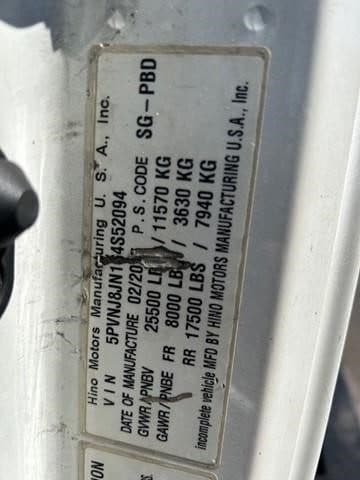 Hino Motors Manufacturing U. S. A., Inc.
VIN 5PVNJ8JN1 4S52094
DATE OF MANUFACTURE 02/20 P.S.CODE SG-PBD
GVWR/PNBV 25500 LB /11570 KG
GAWR/PNBE FR 8000 LB / 3630 KG
RR 17500 LBS / 7940 KG
incomplete vehicle MFD BY HINO MOTORS MANUFACTURING U.S.A., Inc.
ION
RS.